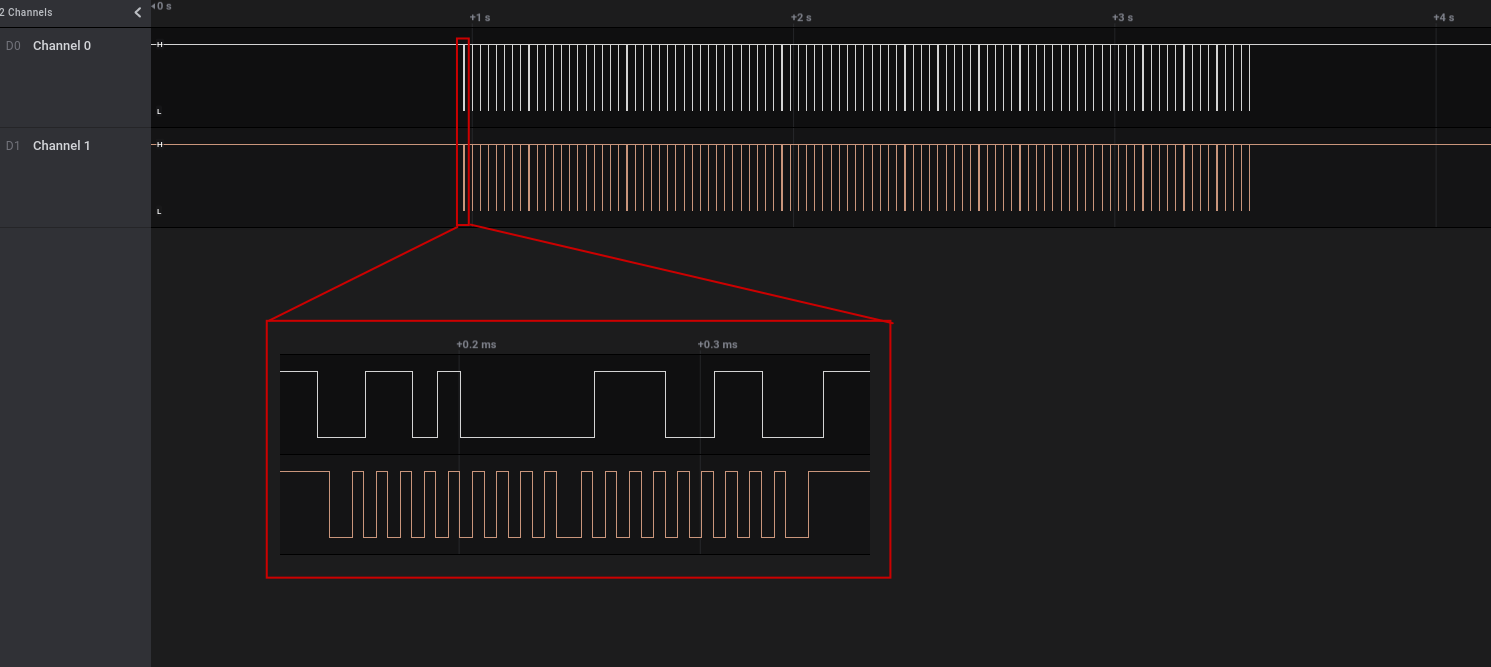 2 Channels
0 s
+1 s
+2 s
+3 s
+4 s
D0 Channel 0
H
L
D1 Channel 1
H
L
+0.2 ms
+0.3 ms